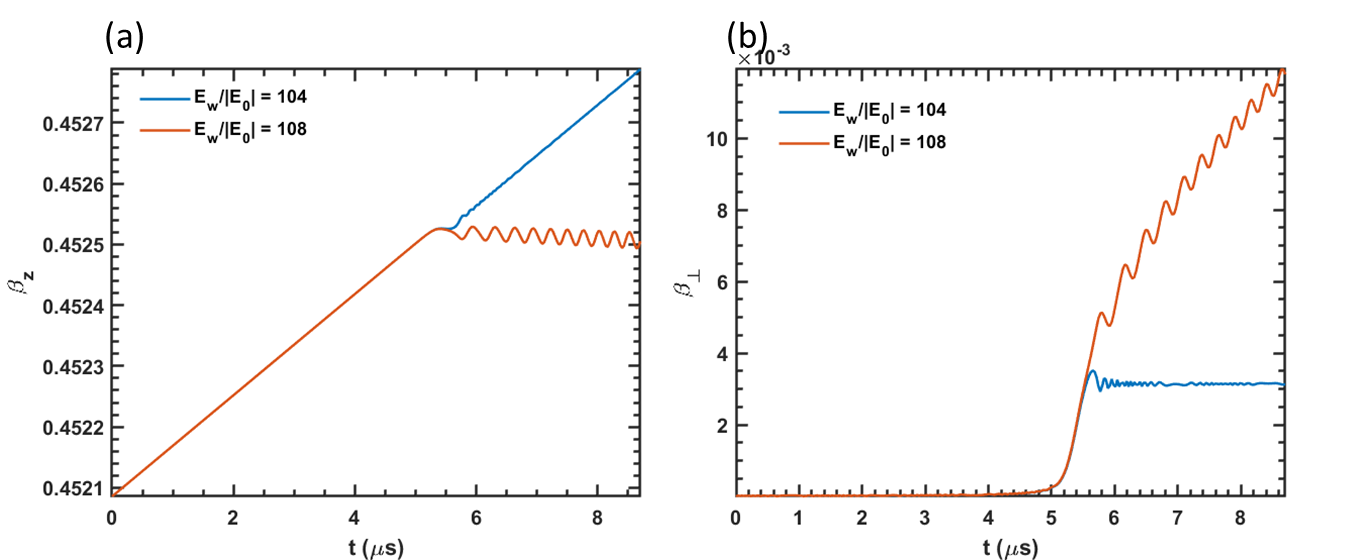 (a)
E_w/|E_0| = 104
E_w/|E_0| = 108
0.4527
0.4526
0.4525
0.4524
0.4523
0.4522
0.4521
β_z
0 2 4 6 8
t (μs)
(b)
×10^-3
E_w/|E_0| = 104
E_w/|E_0| = 108
10
8
6
4
2
β_⊥
0 1 2 3 4 5 6 7 8
t (μs)